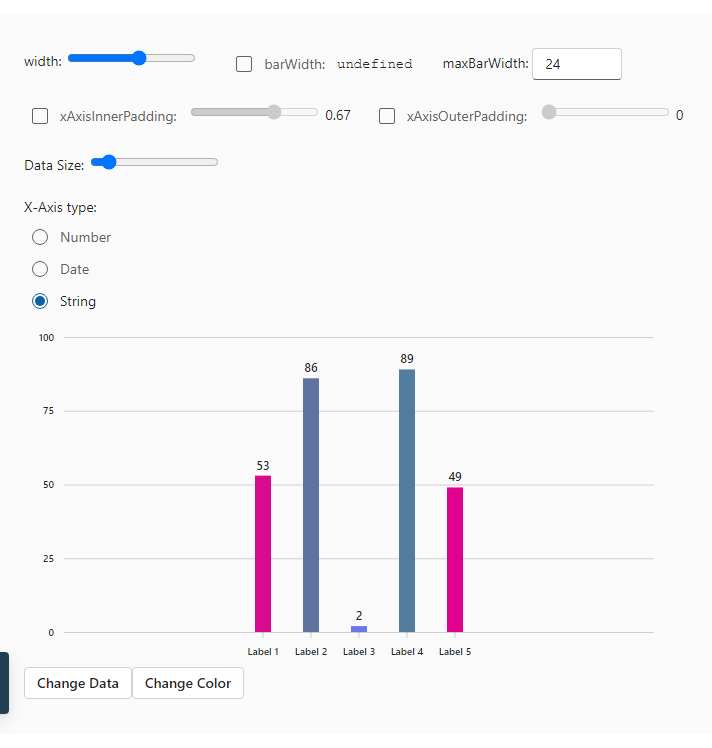 width: barWidth: undefined maxBarWidth: 24
xAxisInnerPadding: 0.67 xAxisOuterPadding: 0
Data Size:
X-Axis type:
Number
Date
String
100
89
86
75
53
49
50
25
2
0
Label 1 Label 2 Label 3 Label 4 Label 5
Change Data Change Color